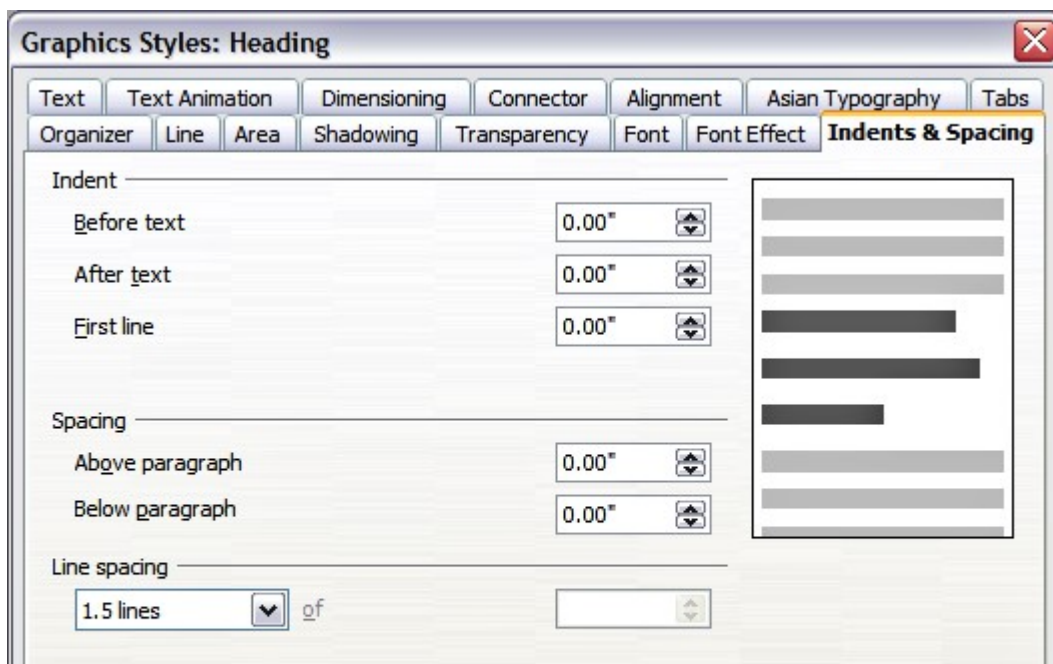 Graphics Styles: Heading
Text Text Animation Dimensioning Connector Alignment Asian Typography Tabs
Organizer Line Area Shadowing Transparency Font Font Effect Indents & Spacing
Indent
Before text 0.00"
After text 0.00"
First line 0.00"
Spacing
Above paragraph 0.00"
Below paragraph 0.00"
Line spacing
1.5 lines of